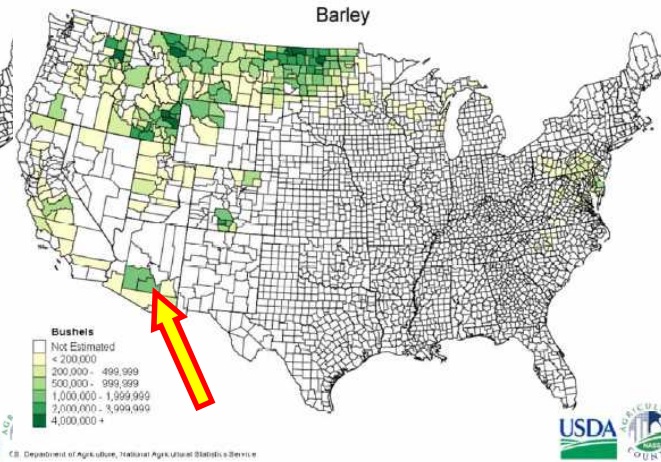 Barley
Bushels
Not Estimated
< 200,000
200,000 - 499,999
500,000 - 999,999
1,000,000 - 1,999,999
2,000,000 - 3,999,999
4,000,000 +
U.S. Department of Agriculture, National Agricultural Statistics Service
USDA